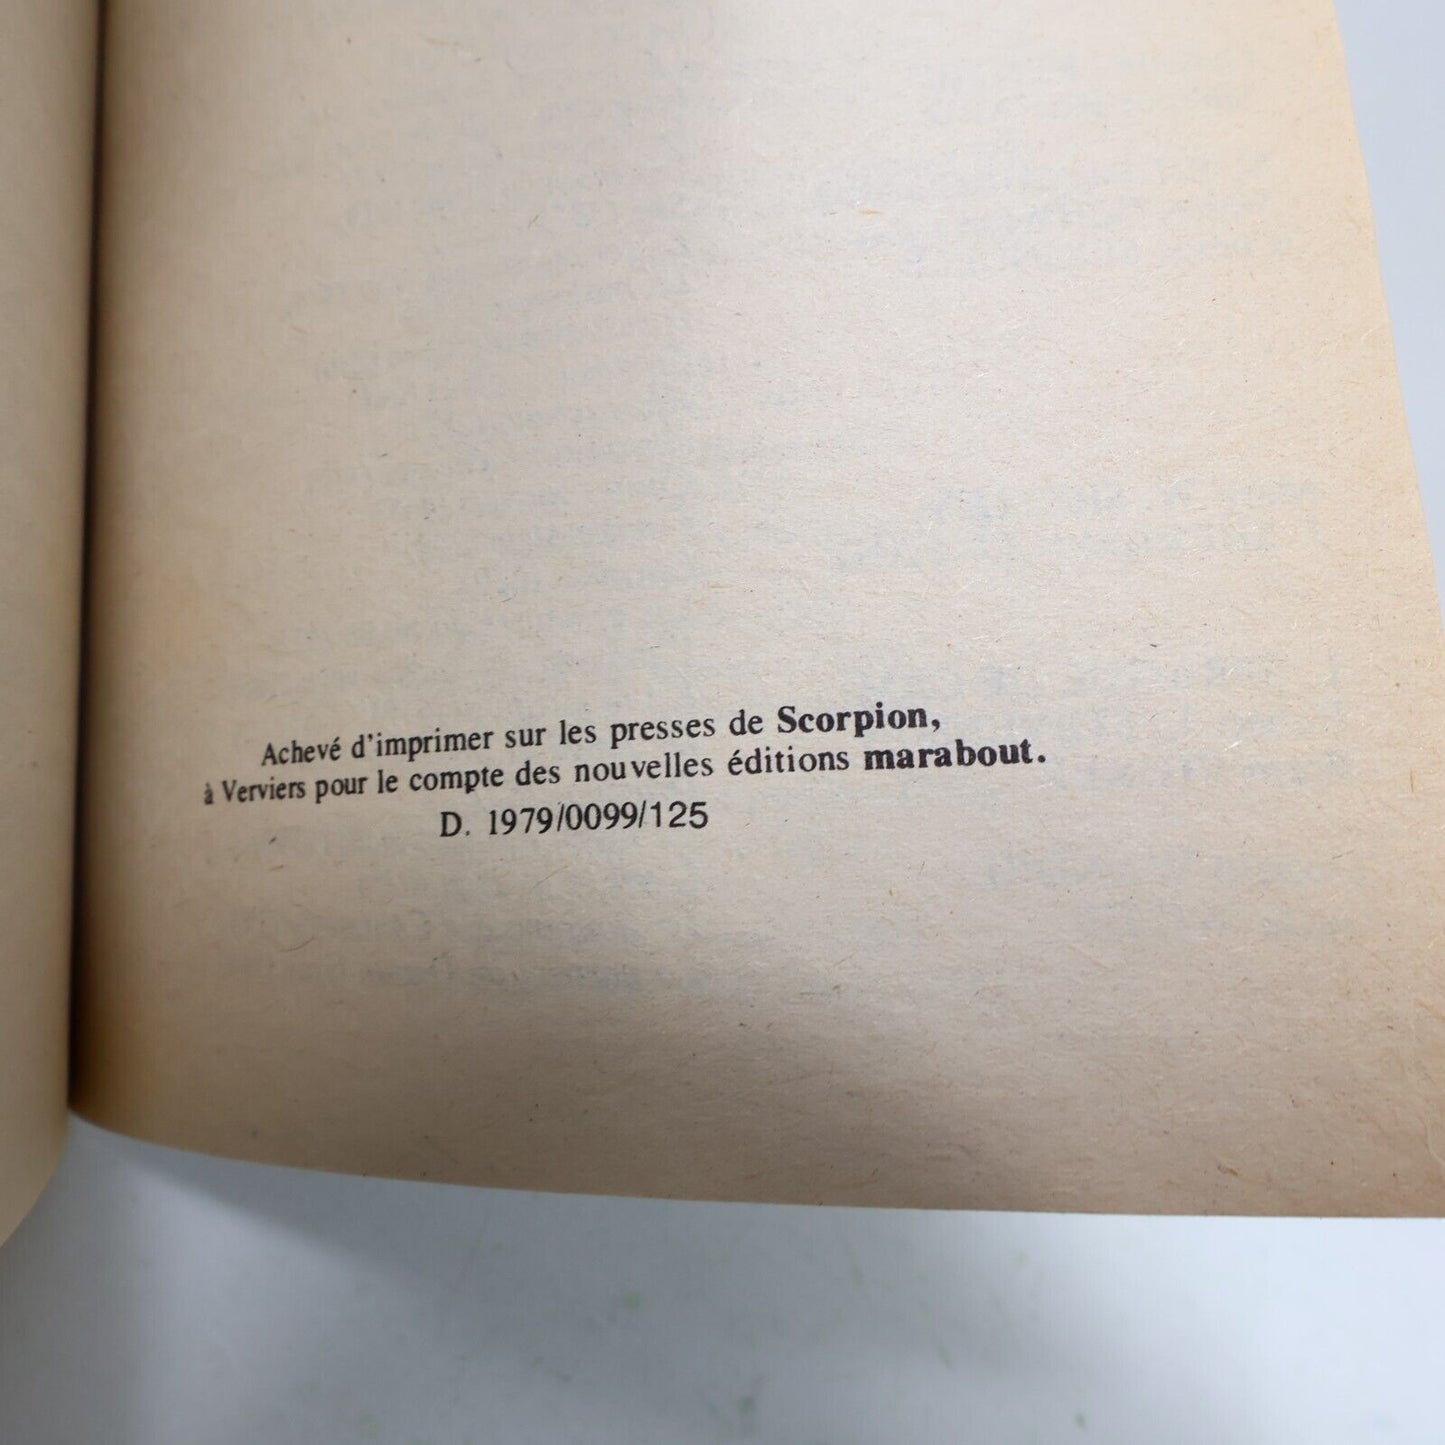 Achevé d'imprimer sur les presses de Scorpion,
à Verviers pour le compte des nouvelles éditions marabout.
D. 1979/0099/125